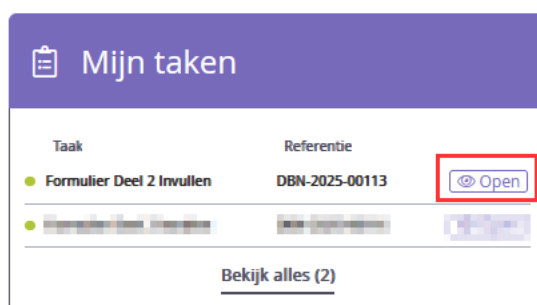 Mijn taken
Taak Referentie
Formulier Deel 2 Invullen DBN-2025-00113 Open
Bekijk alles (2)